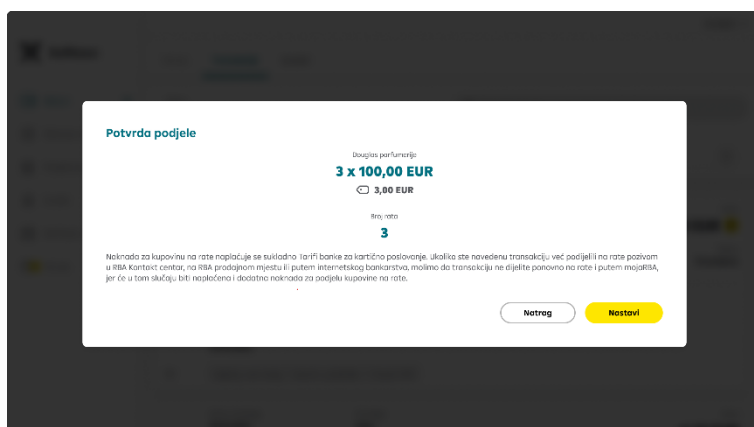 Potvrda podjele
Douglas parfumerije
3 x 100,00 EUR
3,00 EUR
Broj rata
3
Naknada za kupovinu na rate naplaćuje se sukladno Tarifi banke za kartično poslovanje. Ukoliko ste navedenu transakciju već podijelili na rate pozivom
u RBA Kontakt centar, na RBA prodajnom mjestu ili putem internetskog bankarstva, molimo da transakciju ne dijelite ponovno na rate i putem mojaRBA,
jer će u tom slučaju biti naplaćena i dodatna naknada za podjelu kupovine na rate.
Natrag
Nastavi